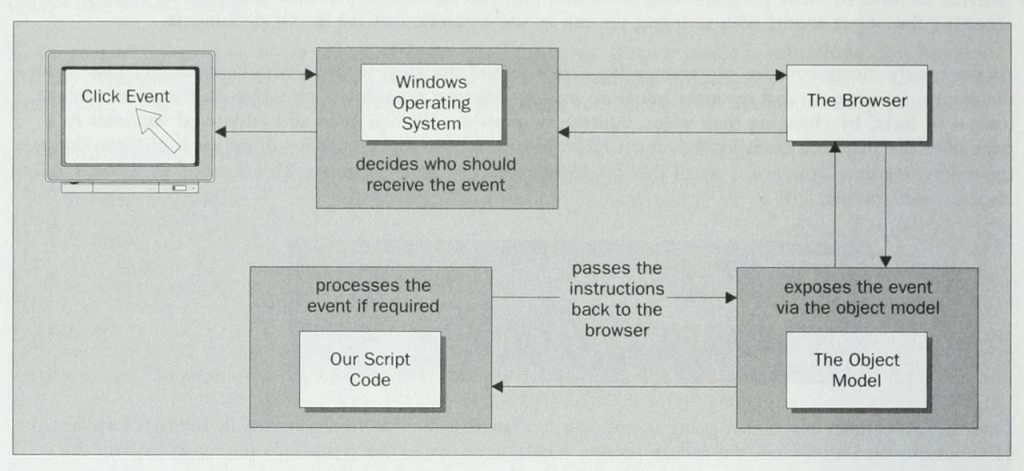 Click Event
Windows
Operating
System
decides who should
receive the event
The Browser
processes the
event if required
Our Script
Code
passes the
instructions
back to the
browser
exposes the event
via the object model
The Object
Model